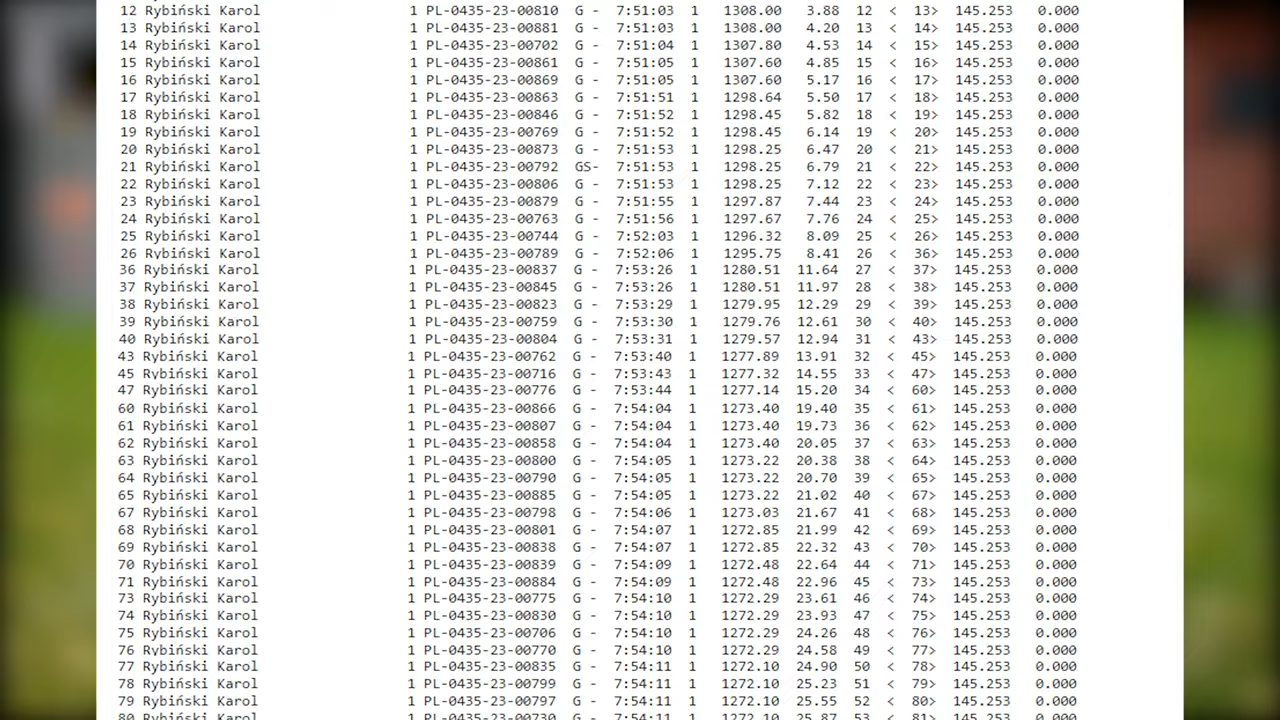 12 Rybiński Karol 1 PL-0435-23-00810 G - 7:51:03 1 1308.00 3.88 12 < 13> 145.253 0.000
13 Rybiński Karol 1 PL-0435-23-00881 G - 7:51:03 1 1308.00 4.20 13 < 14> 145.253 0.000
14 Rybiński Karol 1 PL-0435-23-00702 G - 7:51:04 1 1307.80 4.53 14 < 15> 145.253 0.000
15 Rybiński Karol 1 PL-0435-23-00861 G - 7:51:05 1 1307.60 4.85 15 < 16> 145.253 0.000
16 Rybiński Karol 1 PL-0435-23-00869 G - 7:51:05 1 1307.60 5.17 16 < 17> 145.253 0.000
17 Rybiński Karol 1 PL-0435-23-00863 G - 7:51:51 1 1298.64 5.50 17 < 18> 145.253 0.000
18 Rybiński Karol 1 PL-0435-23-00846 G - 7:51:52 1 1298.45 5.82 18 < 19> 145.253 0.000
19 Rybiński Karol 1 PL-0435-23-00769 G - 7:51:52 1 1298.45 6.14 19 < 20> 145.253 0.000
20 Rybiński Karol 1 PL-0435-23-00873 G - 7:51:53 1 1298.25 6.47 20 < 21> 145.253 0.000
21 Rybiński Karol 1 PL-0435-23-00792 GS- 7:51:53 1 1298.25 6.79 21 < 22> 145.253 0.000
22 Rybiński Karol 1 PL-0435-23-00806 G - 7:51:53 1 1298.25 7.12 22 < 23> 145.253 0.000
23 Rybiński Karol 1 PL-0435-23-00879 G - 7:51:55 1 1297.87 7.44 23 < 24> 145.253 0.000
24 Rybiński Karol 1 PL-0435-23-00763 G - 7:51:56 1 1297.67 7.76 24 < 25> 145.253 0.000
25 Rybiński Karol 1 PL-0435-23-00744 G - 7:52:03 1 1296.32 8.09 25 < 26> 145.253 0.000
26 Rybiński Karol 1 PL-0435-23-00789 G - 7:52:06 1 1295.75 8.41 26 < 36> 145.253 0.000
36 Rybiński Karol 1 PL-0435-23-00837 G - 7:53:26 1 1280.51 11.64 27 < 37> 145.253 0.000
37 Rybiński Karol 1 PL-0435-23-00845 G - 7:53:26 1 1280.51 11.97 28 < 38> 145.253 0.000
38 Rybiński Karol 1 PL-0435-23-00823 G - 7:53:29 1 1279.95 12.29 29 < 39> 145.253 0.000
39 Rybiński Karol 1 PL-0435-23-00759 G - 7:53:30 1 1279.76 12.61 30 < 40> 145.253 0.000
40 Rybiński Karol 1 PL-0435-23-00804 G - 7:53:31 1 1279.57 12.94 31 < 43> 145.253 0.000
43 Rybiński Karol 1 PL-0435-23-00762 G - 7:53:40 1 1277.89 13.91 32 < 45> 145.253 0.000
45 Rybiński Karol 1 PL-0435-23-00716 G - 7:53:43 1 1277.32 14.55 33 < 47> 145.253 0.000
47 Rybiński Karol 1 PL-0435-23-00776 G - 7:53:44 1 1277.14 15.20 34 < 60> 145.253 0.000
60 Rybiński Karol 1 PL-0435-23-00866 G - 7:54:04 1 1273.40 19.40 35 < 61> 145.253 0.000
61 Rybiński Karol 1 PL-0435-23-00807 G - 7:54:04 1 1273.40 19.73 36 < 62> 145.253 0.000
62 Rybiński Karol 1 PL-0435-23-00858 G - 7:54:04 1 1273.40 20.05 37 < 63> 145.253 0.000
63 Rybiński Karol 1 PL-0435-23-00800 G - 7:54:05 1 1273.22 20.38 38 < 64> 145.253 0.000
64 Rybiński Karol 1 PL-0435-23-00790 G - 7:54:05 1 1273.22 20.70 39 < 65> 145.253 0.000
65 Rybiński Karol 1 PL-0435-23-00885 G - 7:54:05 1 1273.22 21.02 40 < 67> 145.253 0.000
67 Rybiński Karol 1 PL-0435-23-00798 G - 7:54:06 1 1273.03 21.67 41 < 68> 145.253 0.000
68 Rybiński Karol 1 PL-0435-23-00801 G - 7:54:07 1 1272.85 21.99 42 < 69> 145.253 0.000
69 Rybiński Karol 1 PL-0435-23-00838 G - 7:54:07 1 1272.85 22.32 43 < 70> 145.253 0.000
70 Rybiński Karol 1 PL-0435-23-00839 G - 7:54:09 1 1272.48 22.64 44 < 71> 145.253 0.000
71 Rybiński Karol 1 PL-0435-23-00884 G - 7:54:09 1 1272.48 22.96 45 < 73> 145.253 0.000
73 Rybiński Karol 1 PL-0435-23-00775 G - 7:54:10 1 1272.29 23.61 46 < 74> 145.253 0.000
74 Rybiński Karol 1 PL-0435-23-00830 G - 7:54:10 1 1272.29 23.93 47 < 75> 145.253 0.000
75 Rybiński Karol 1 PL-0435-23-00706 G - 7:54:10 1 1272.29 24.26 48 < 76> 145.253 0.000
76 Rybiński Karol 1 PL-0435-23-00770 G - 7:54:10 1 1272.29 24.58 49 < 77> 145.253 0.000
77 Rybiński Karol 1 PL-0435-23-00835 G - 7:54:11 1 1272.10 24.90 50 < 78> 145.253 0.000
78 Rybiński Karol 1 PL-0435-23-00799 G - 7:54:11 1 1272.10 25.23 51 < 79> 145.253 0.000
79 Rybiński Karol 1 PL-0435-23-00797 G - 7:54:11 1 1272.10 25.55 52 < 80> 145.253 0.000
80 Rybiński Karol 1 PL-0435-23-00730 G - 7:54:11 1 1272.10 25.87 53 < 81> 145.253 0.000